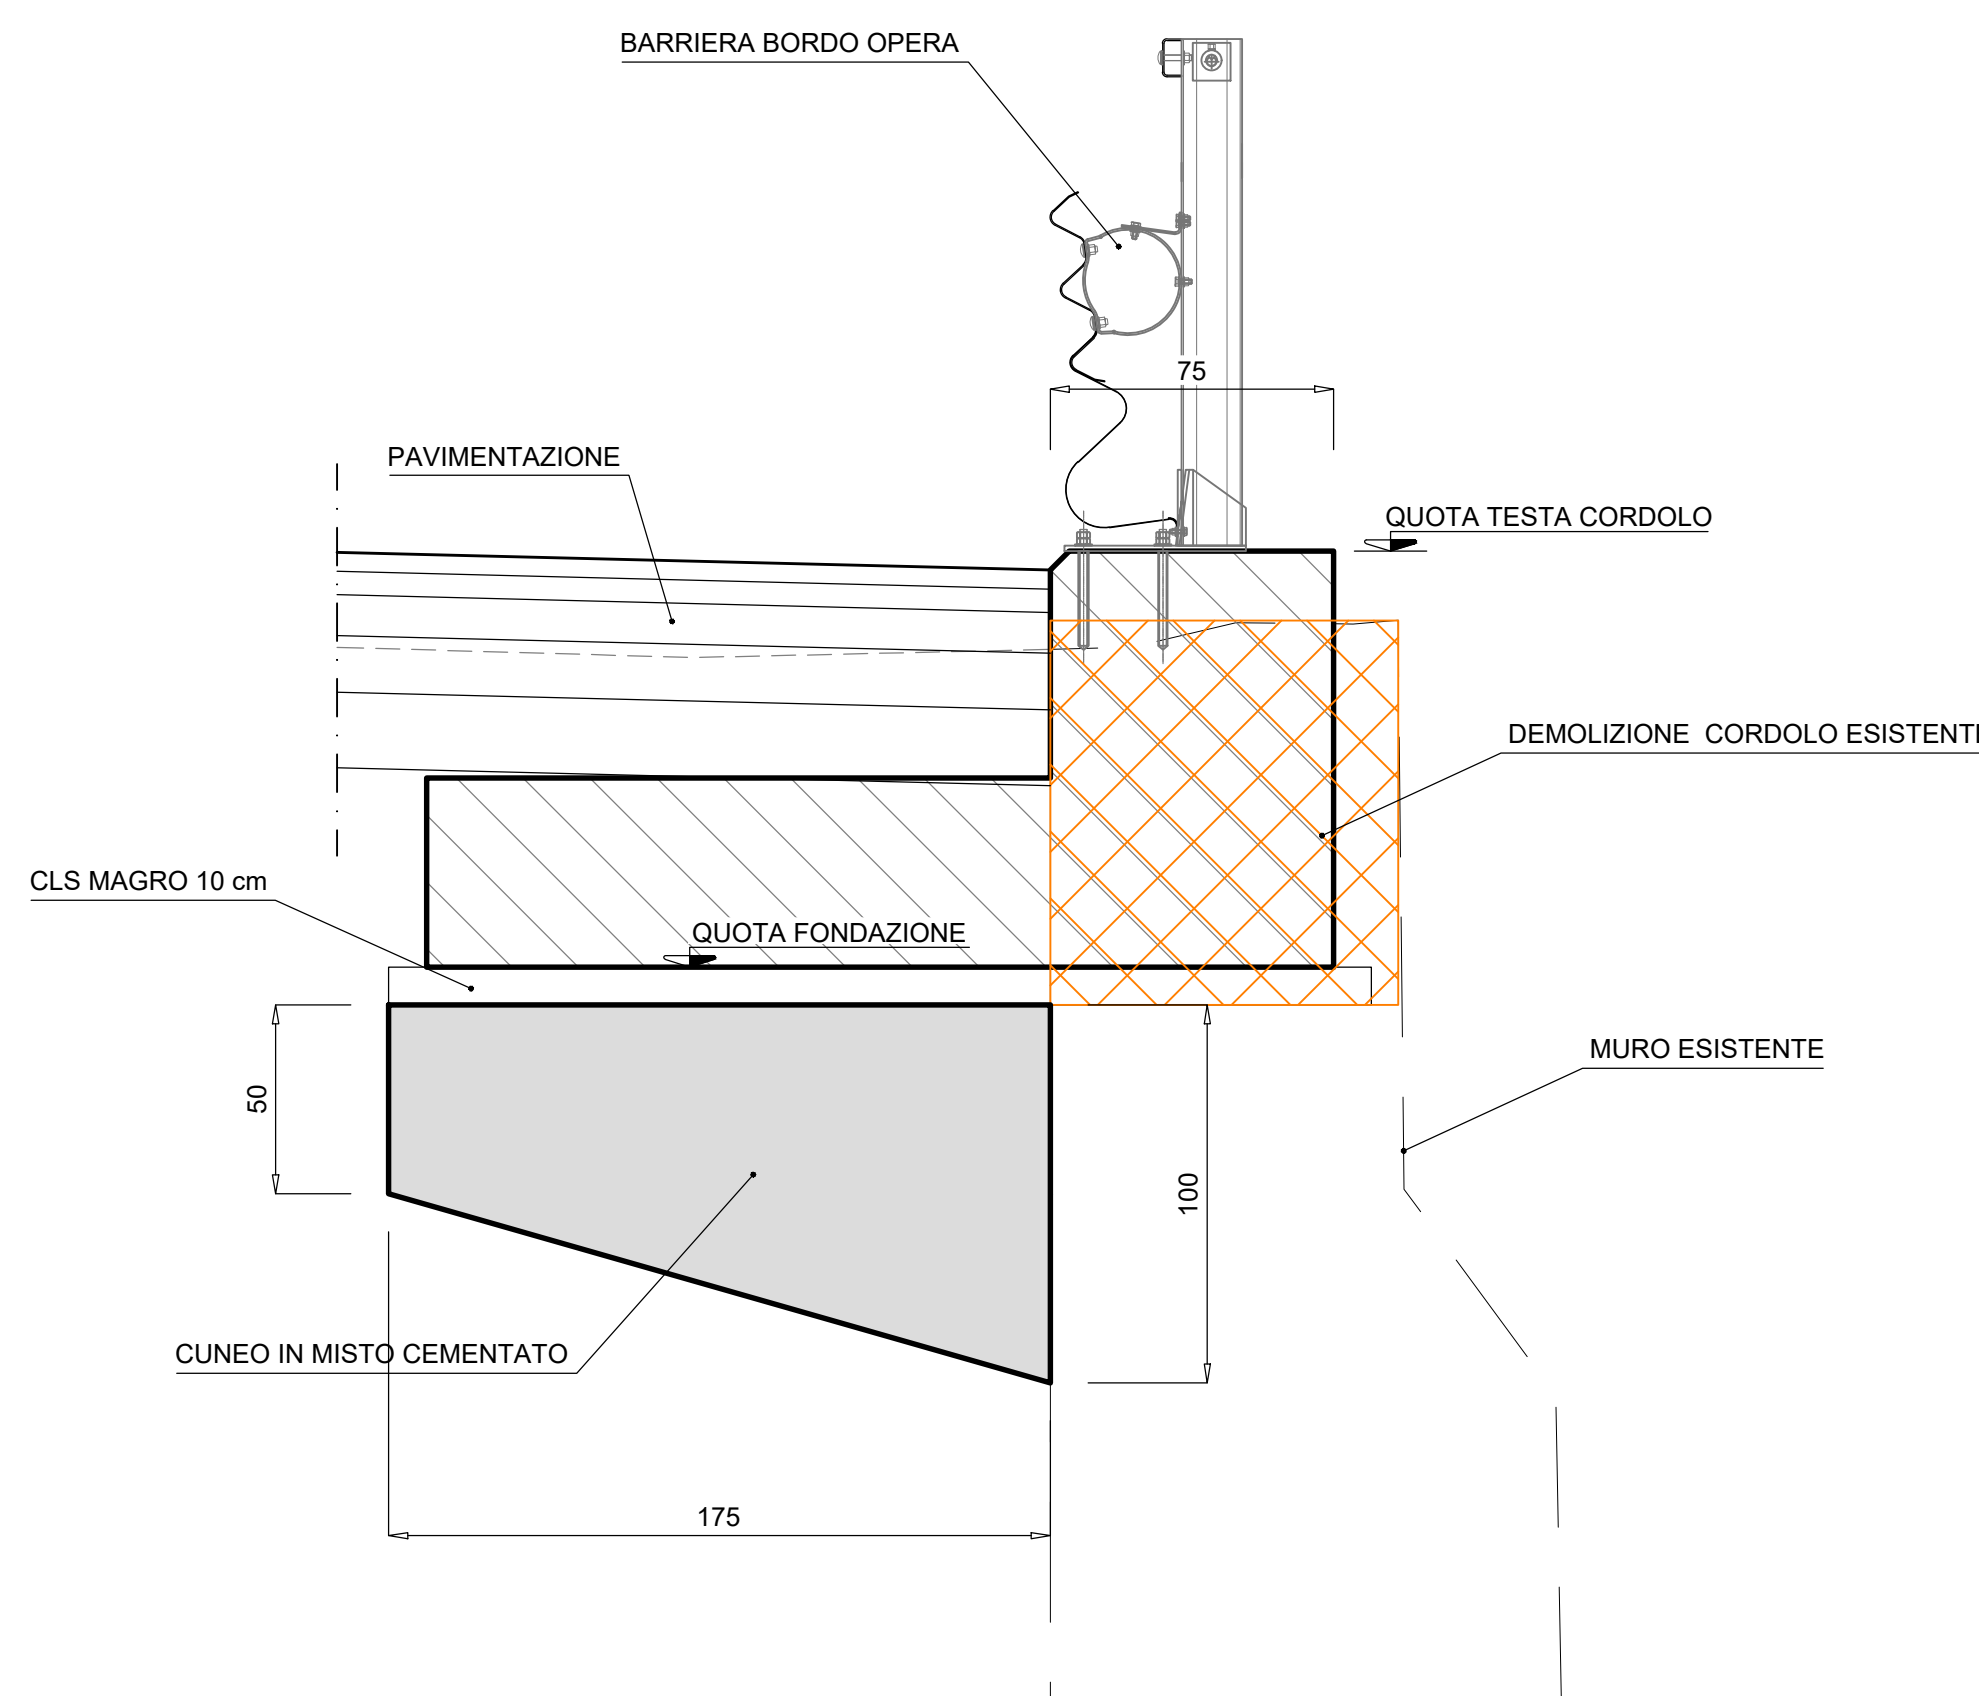 BARRIERA BORDO OPERA
75
PAVIMENTAZIONE
QUOTA TESTA CORDOLO
DEMOLIZIONE CORDOLO ESISTENTE
CLS MAGRO 10 cm
QUOTA FONDAZIONE
MURO ESISTENTE
50
100
CUNEO IN MISTO CEMENTATO
175